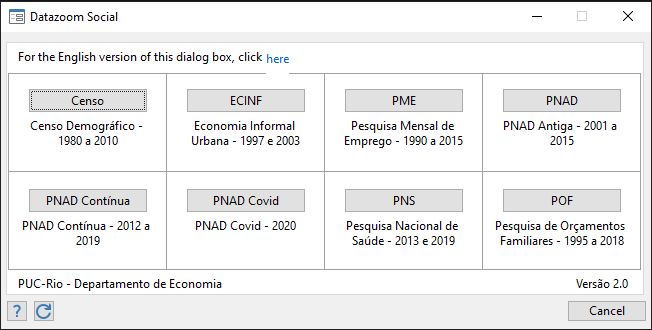 Datazoom Social
For the English version of this dialog box, click here
Censo
Censo Demográfico -
1980 a 2010
ECINF
Economia Informal
Urbana - 1997 e 2003
PME
Pesquisa Mensal de
Emprego - 1990 a 2015
PNAD
PNAD Antiga - 2001 a
2015
PNAD Contínua
PNAD Contínua - 2012 a
2019
PNAD Covid
PNAD Covid - 2020
PNS
Pesquisa Nacional de
Saúde - 2013 e 2019
POF
Pesquisa de Orçamentos
Familiares - 1995 a 2018
PUC-Rio - Departamento de Economia
Versão 2.0
?
Cancel